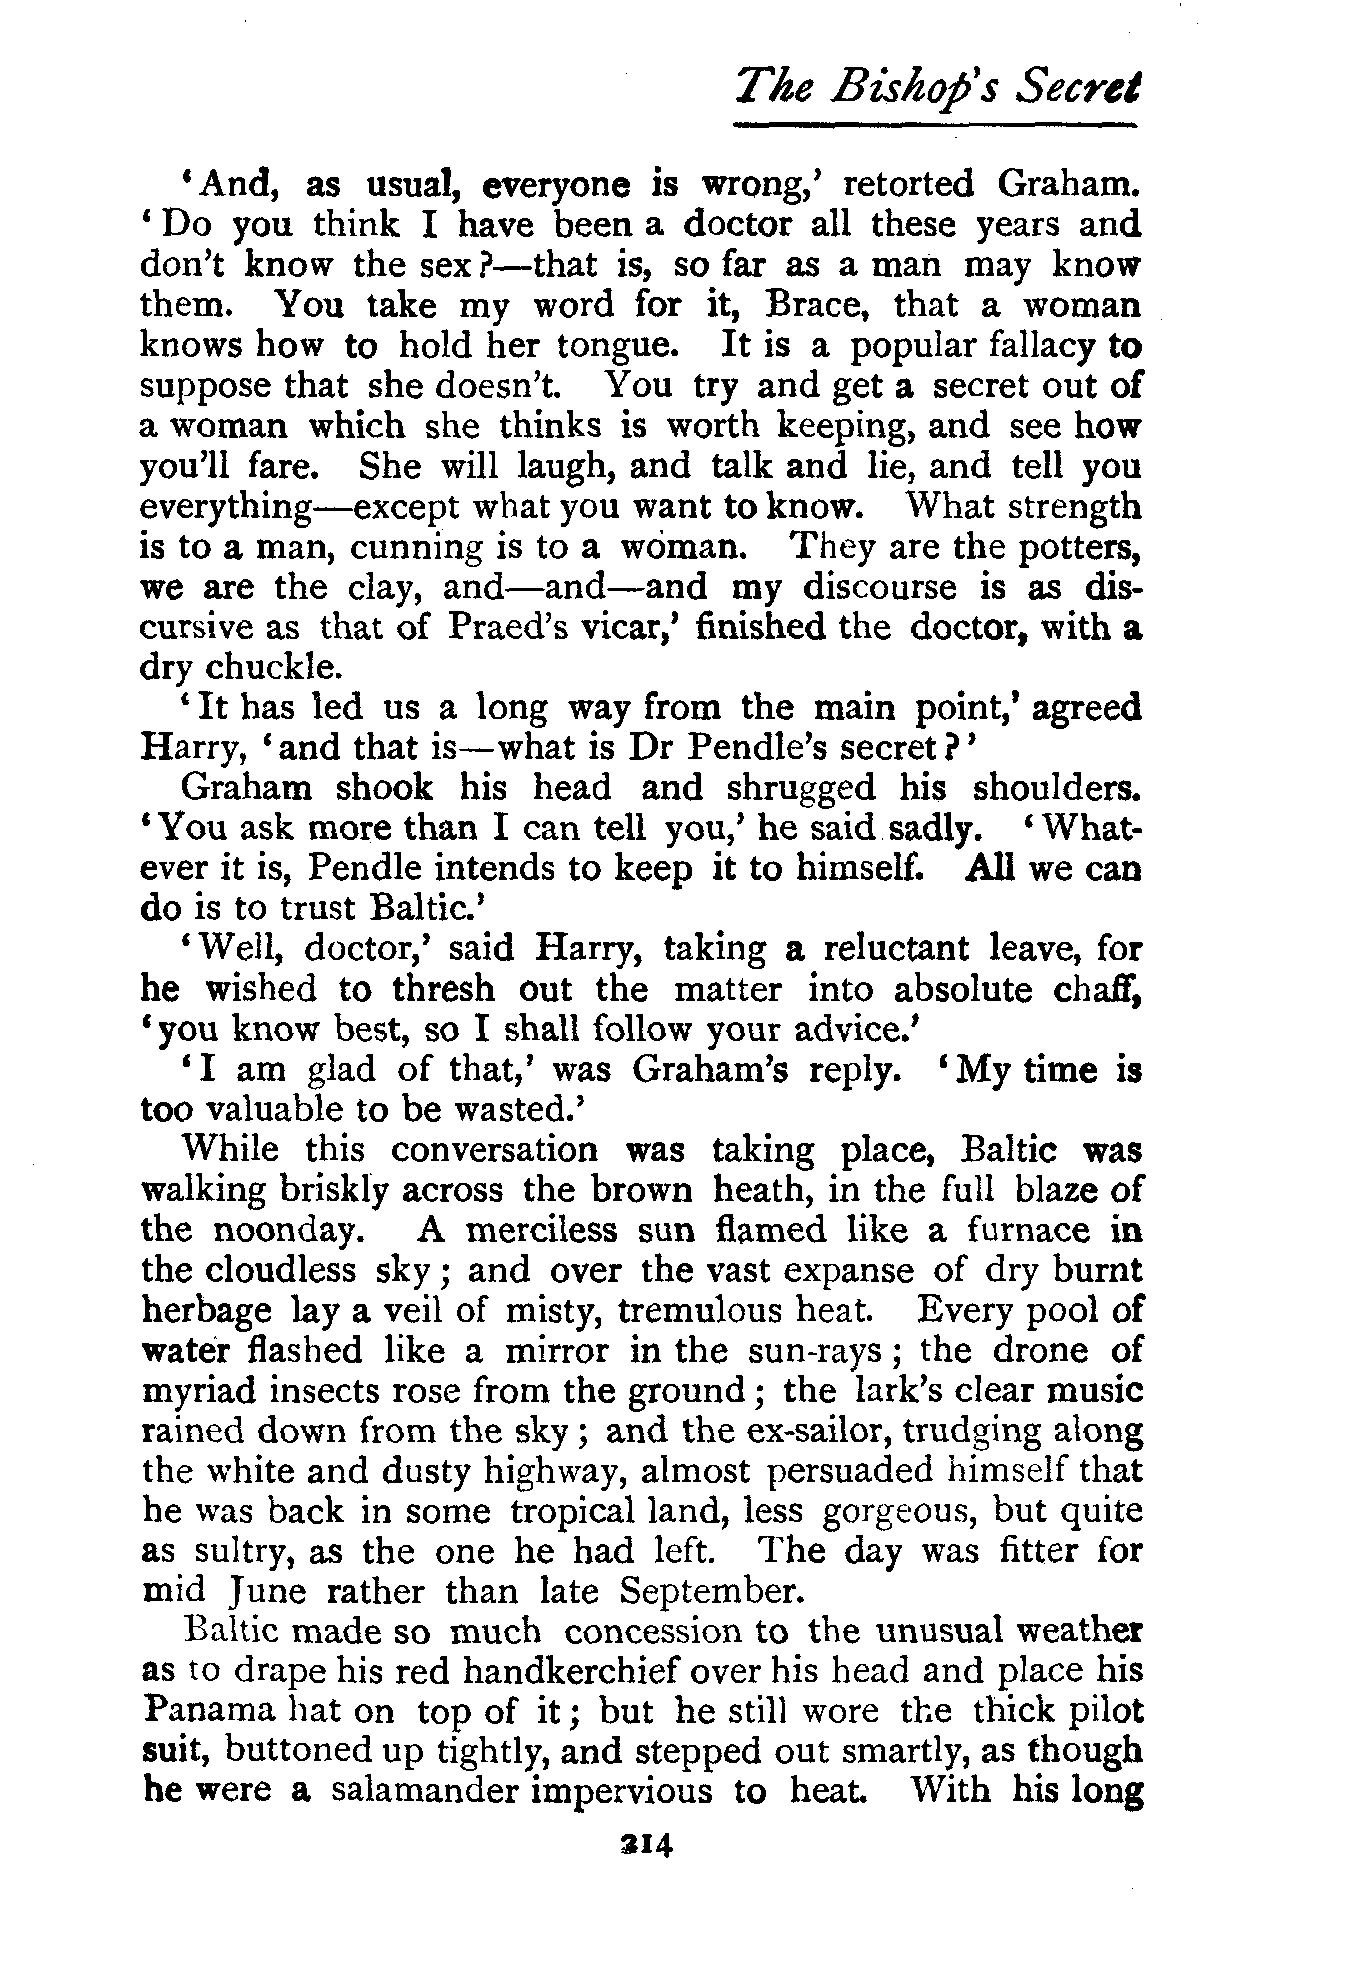 The Bishop's Secret
'And, as usual, everyone is wrong,' retorted Graham.
'Do you think I have been a doctor all these years and
don't know the sex?—that is, so far as a man may know
them. You take my word for it, Brace, that a woman
knows how to hold her tongue. It is a popular fallacy to
suppose that she doesn't. You try and get a secret out of
a woman which she thinks is worth keeping, and see how
you'll fare. She will laugh, and talk and lie, and tell you
everything—except what you want to know. What strength
is to a man, cunning is to a woman. They are the potters,
we are the clay, and—and—and my discourse is as dis-
cursive as that of Praed's vicar,' finished the doctor, with a
dry chuckle.
'It has led us a long way from the main point,' agreed
Harry, 'and that is—what is Dr Pendle's secret?'
Graham shook his head and shrugged his shoulders.
'You ask more than I can tell you,' he said sadly. 'What-
ever it is, Pendle intends to keep it to himself. All we can
do is to trust Baltic.'
'Well, doctor,' said Harry, taking a reluctant leave, for
he wished to thresh out the matter into absolute chaff,
'you know best, so I shall follow your advice.'
'I am glad of that,' was Graham's reply. 'My time is
too valuable to be wasted.'
While this conversation was taking place, Baltic was
walking briskly across the brown heath, in the full blaze of
the noonday. A merciless sun flamed like a furnace in
the cloudless sky; and over the vast expanse of dry burnt
herbage lay a veil of misty, tremulous heat. Every pool of
water flashed like a mirror in the sun-rays; the drone of
myriad insects rose from the ground; the lark's clear music
rained down from the sky; and the ex-sailor, trudging along
the white and dusty highway, almost persuaded himself that
he was back in some tropical land, less gorgeous, but quite
as sultry, as the one he had left. The day was fitter for
mid June rather than late September.
Baltic made so much concession to the unusual weather
as to drape his red handkerchief over his head and place his
Panama hat on top of it; but he still wore the thick pilot
suit, buttoned up tightly, and stepped out smartly, as though
he were a salamander impervious to heat. With his long
214